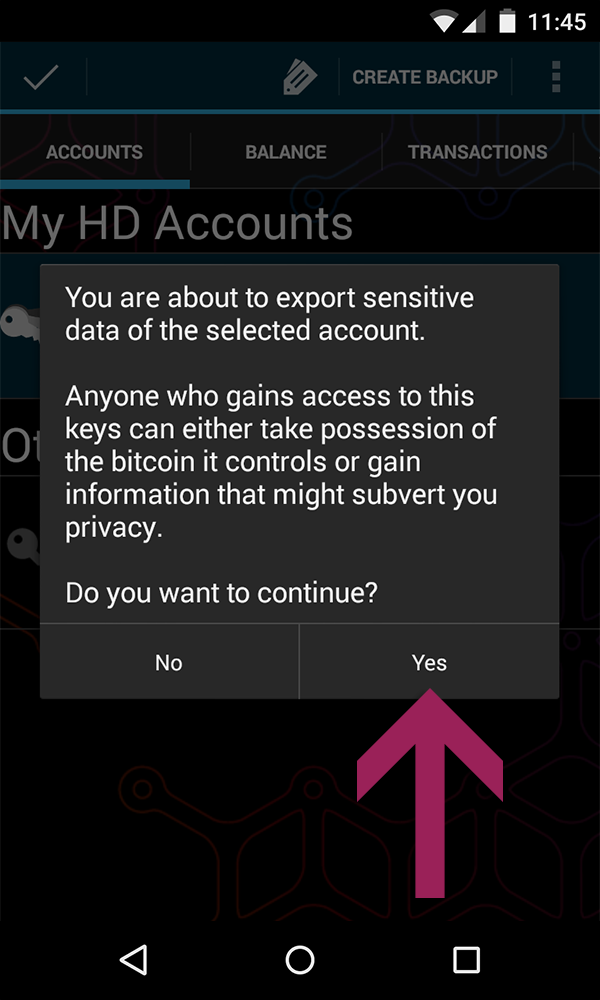 11:45
CREATE BACKUP
ACCOUNTS BALANCE TRANSACTIONS
My HD Accounts
You are about to export sensitive
data of the selected account.
Anyone who gains access to this
keys can either take possession of
the bitcoin it controls or gain
information that might subvert you
privacy.
Do you want to continue?
No Yes